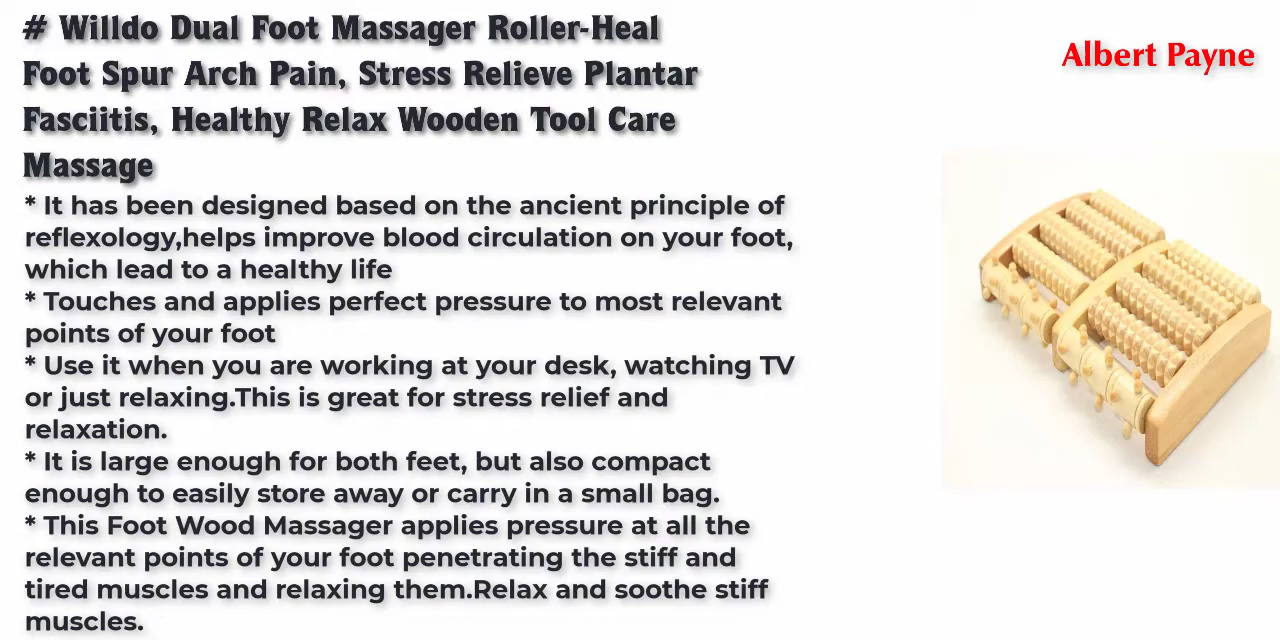 # Willdo Dual Foot Massager Roller-Heal
Foot Spur Arch Pain, Stress Relieve Plantar
Fasciitis, Healthy Relax Wooden Tool Care
Massage
Albert Payne
* It has been designed based on the ancient principle of
reflexology,helps improve blood circulation on your foot,
which lead to a healthy life
* Touches and applies perfect pressure to most relevant
points of your foot
* Use it when you are working at your desk, watching TV
or just relaxing.This is great for stress relief and
relaxation.
* It is large enough for both feet, but also compact
enough to easily store away or carry in a small bag.
* This Foot Wood Massager applies pressure at all the
relevant points of your foot penetrating the stiff and
tired muscles and relaxing them.Relax and soothe stiff
muscles.